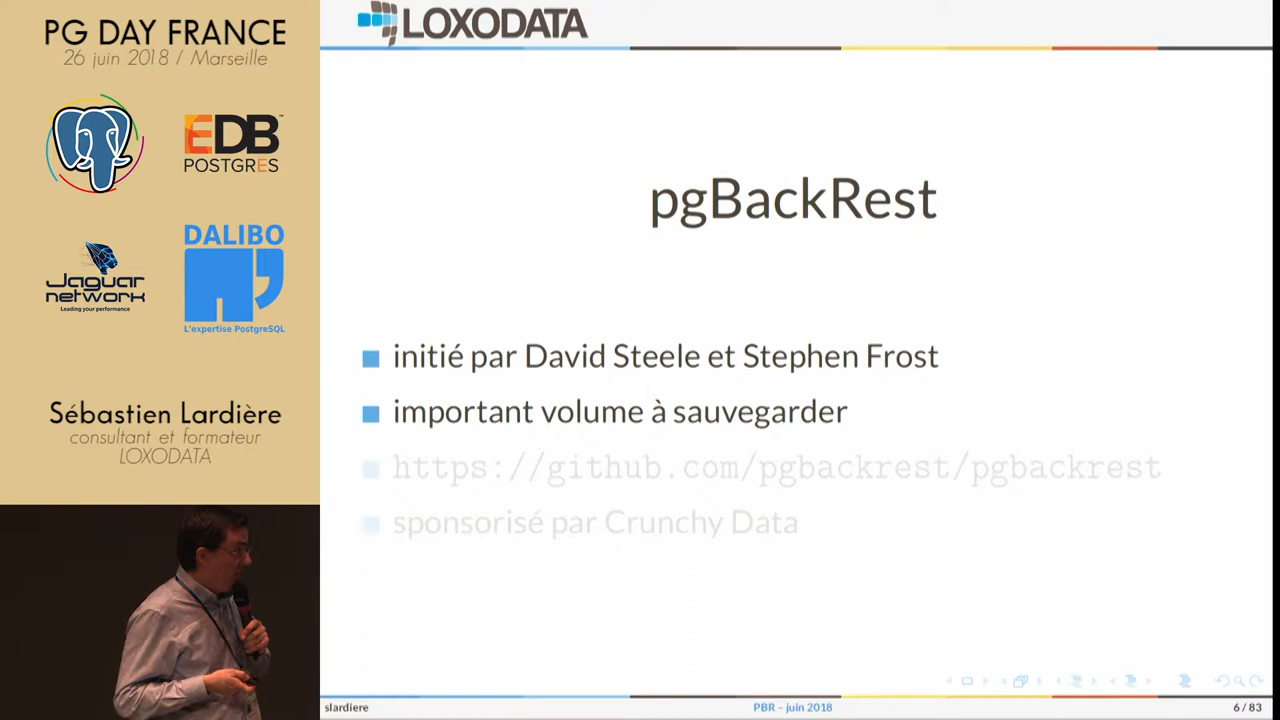 PG DAY FRANCE
26 juin 2018 / Marseille
EDB™
POSTGRES
DALIBO
Jaguar
network
Leading your performance
L'expertise PostgreSQL
Sébastien Lardière
consultant et formateur
LOXODATA
LOXODATA
pgBackRest
initié par David Steele et Stephen Frost
important volume à sauvegarder
https://github.com/pgbackrest/pgbackrest
sponsorisé par Crunchy Data
slardiere
PBR – juin 2018
6 / 83